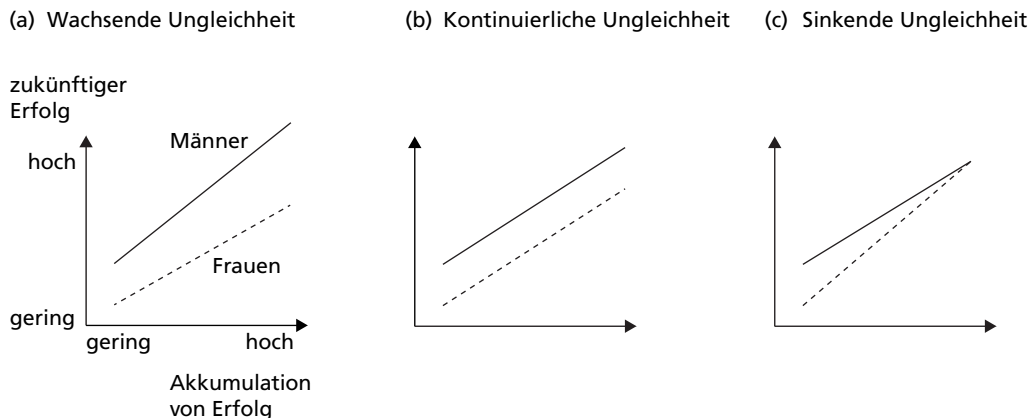 (a) Wachsende Ungleichheit
(b) Kontinuierliche Ungleichheit
(c) Sinkende Ungleichheit
zukünftiger
Erfolg
hoch
Männer
Frauen
gering
gering
hoch
Akkumulation
von Erfolg